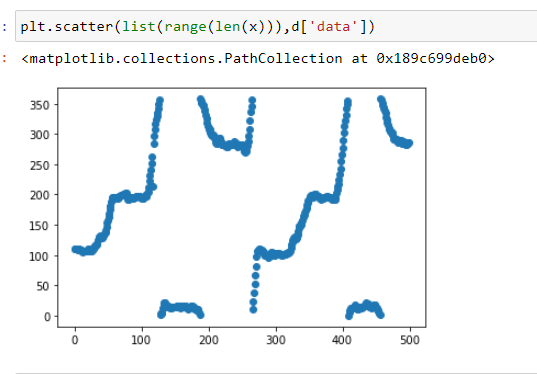 : plt.scatter(list(range(len(x))),d['data'])
: <matplotlib.collections.PathCollection at 0x189c699deb0>
350
300
250
200
150
100
50
0
0 100 200 300 400 500